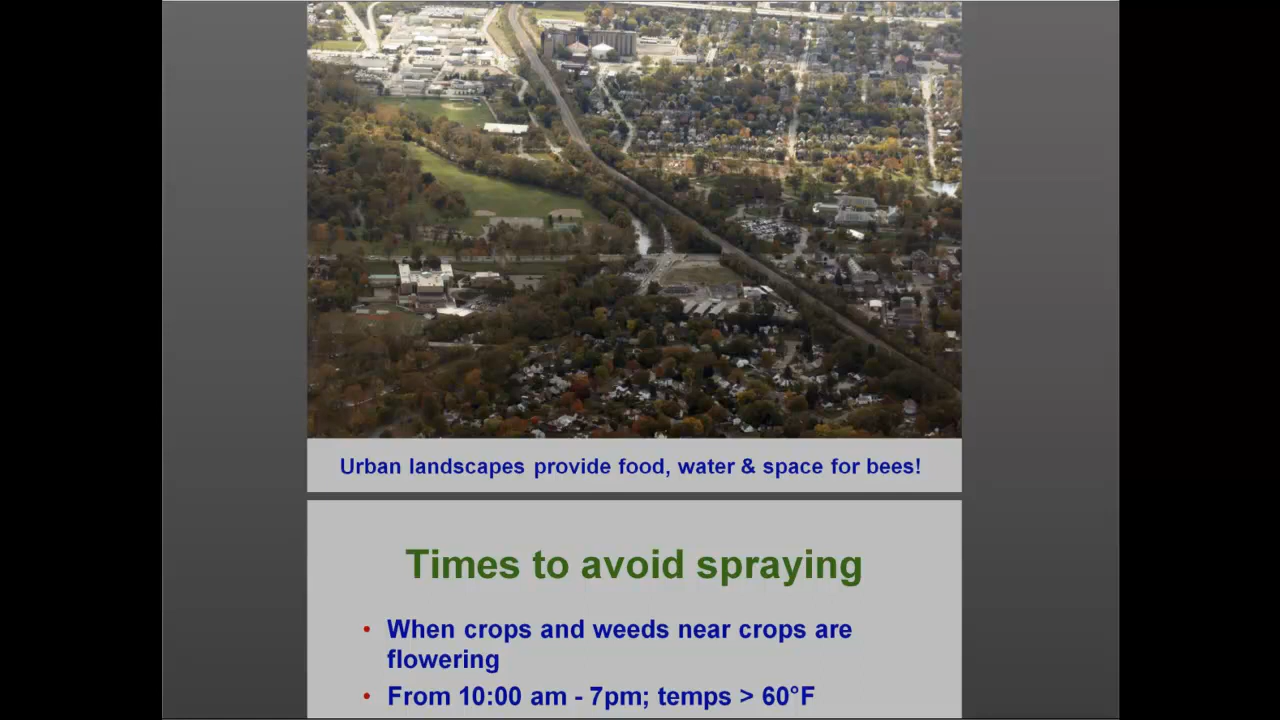 Urban landscapes provide food, water & space for bees!
Times to avoid spraying
• When crops and weeds near crops are
flowering
• From 10:00 am - 7pm; temps > 60°F